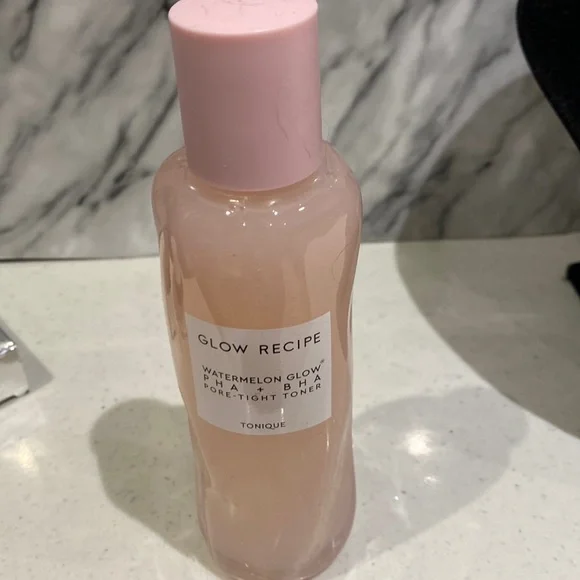 GLOW RECIPE
WATERMELON GLOW®
PHA + BHA
PORE-TIGHT TONER
TONIQUE